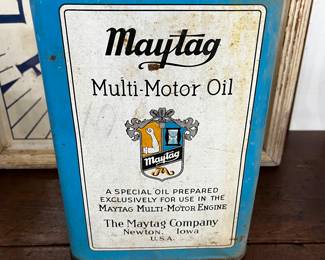 Maytag
Multi-Motor Oil
Maytag
A SPECIAL OIL PREPARED
EXCLUSIVELY FOR USE IN THE
MAYTAG MULTI-MOTOR ENGINE
The Maytag Company
Newton, Iowa
U.S.A.